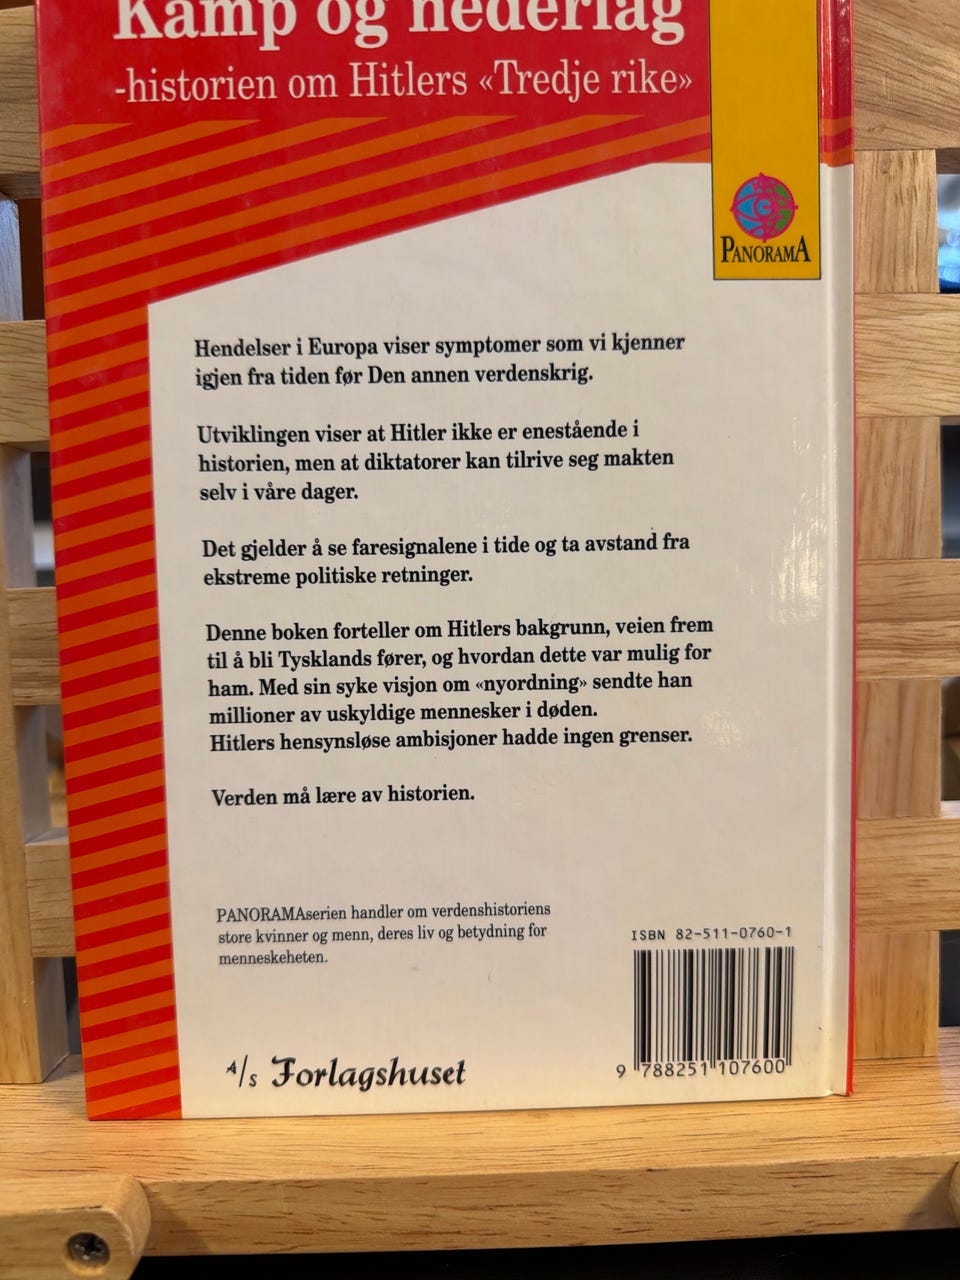 Kamp og nederlag
-historien om Hitlers «Tredje rike»
PANORAMA
Hendelser i Europa viser symptomer som vi kjenner
igjen fra tiden før Den annen verdenskrig.
Utviklingen viser at Hitler ikke er enestående i
historien, men at diktatorer kan tilrive seg makten
selv i våre dager.
Det gjelder å se faresignalene i tide og ta avstand fra
ekstreme politiske retninger.
Denne boken forteller om Hitlers bakgrunn, veien frem
til å bli Tysklands fører, og hvordan dette var mulig for
ham. Med sin syke visjon om «nyordning» sendte han
millioner av uskyldige mennesker i døden.
Hitlers hensynsløse ambisjoner hadde ingen grenser.
Verden må lære av historien.
PANORAMAserien handler om verdenshistoriens
store kvinner og menn, deres liv og betydning for
menneskeheten.
ISBN 82-511-0760-1
9 788251 107600
A/s Forlagshuset